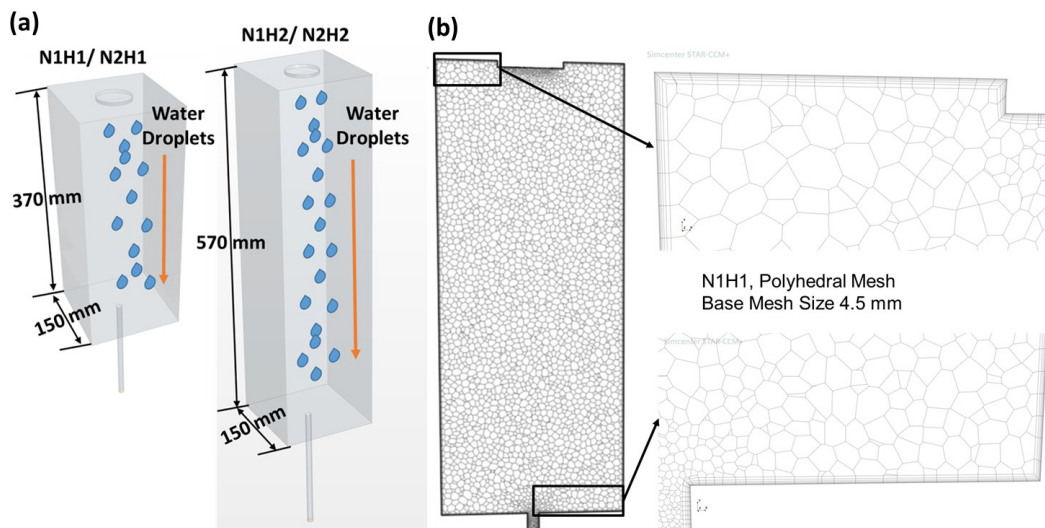 (a)
N1H1/ N2H1
Water
Droplets
370 mm
150 mm
N1H2/ N2H2
Water
Droplets
570 mm
150 mm
(b)
Simcenter STAR-CCM+
N1H1, Polyhedral Mesh
Base Mesh Size 4.5 mm
Simcenter STAR-CCM+